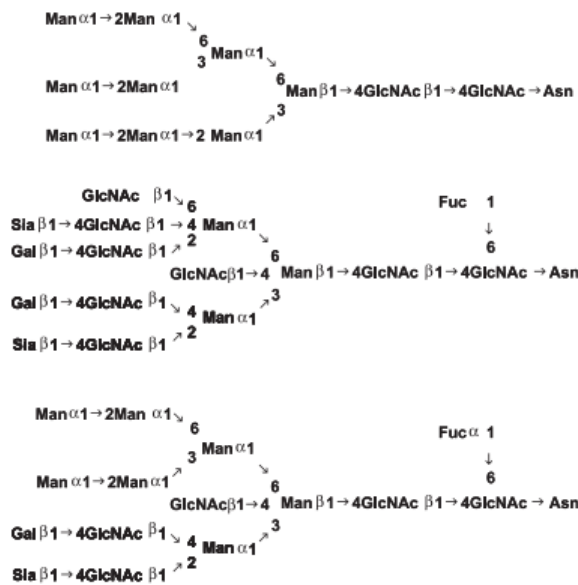 Man α1→2Man α1↘
6
3 Man α1↘
Man α1→2Man α1
6
3 Man β1→4GlcNAc β1→4GlcNAc→Asn
Man α1→2Man α1→2 Man α1↗
GlcNAc β1↘
6
Sia β1→4GlcNAc β1→4 Man α1↘
Gal β1→4GlcNAc β1↗2
Fuc 1
↓
6
GlcNAcβ1→4
6
3 Man β1→4GlcNAc β1→4GlcNAc →Asn
Gal β1→4GlcNAc β1↘
4
2 Man α1↗
Sia β1→4GlcNAc β1↗
Man α1→2Man α1↘
6
3 Man α1↘
Man α1→2Man α1↗
Fuc α 1
↓
6
GlcNAcβ1→4
6
3 Man β1→4GlcNAc β1→4GlcNAc →Asn
Gal β1→4GlcNAc β1↘
4
2 Man α1↗
Sia β1→4GlcNAc β1↗